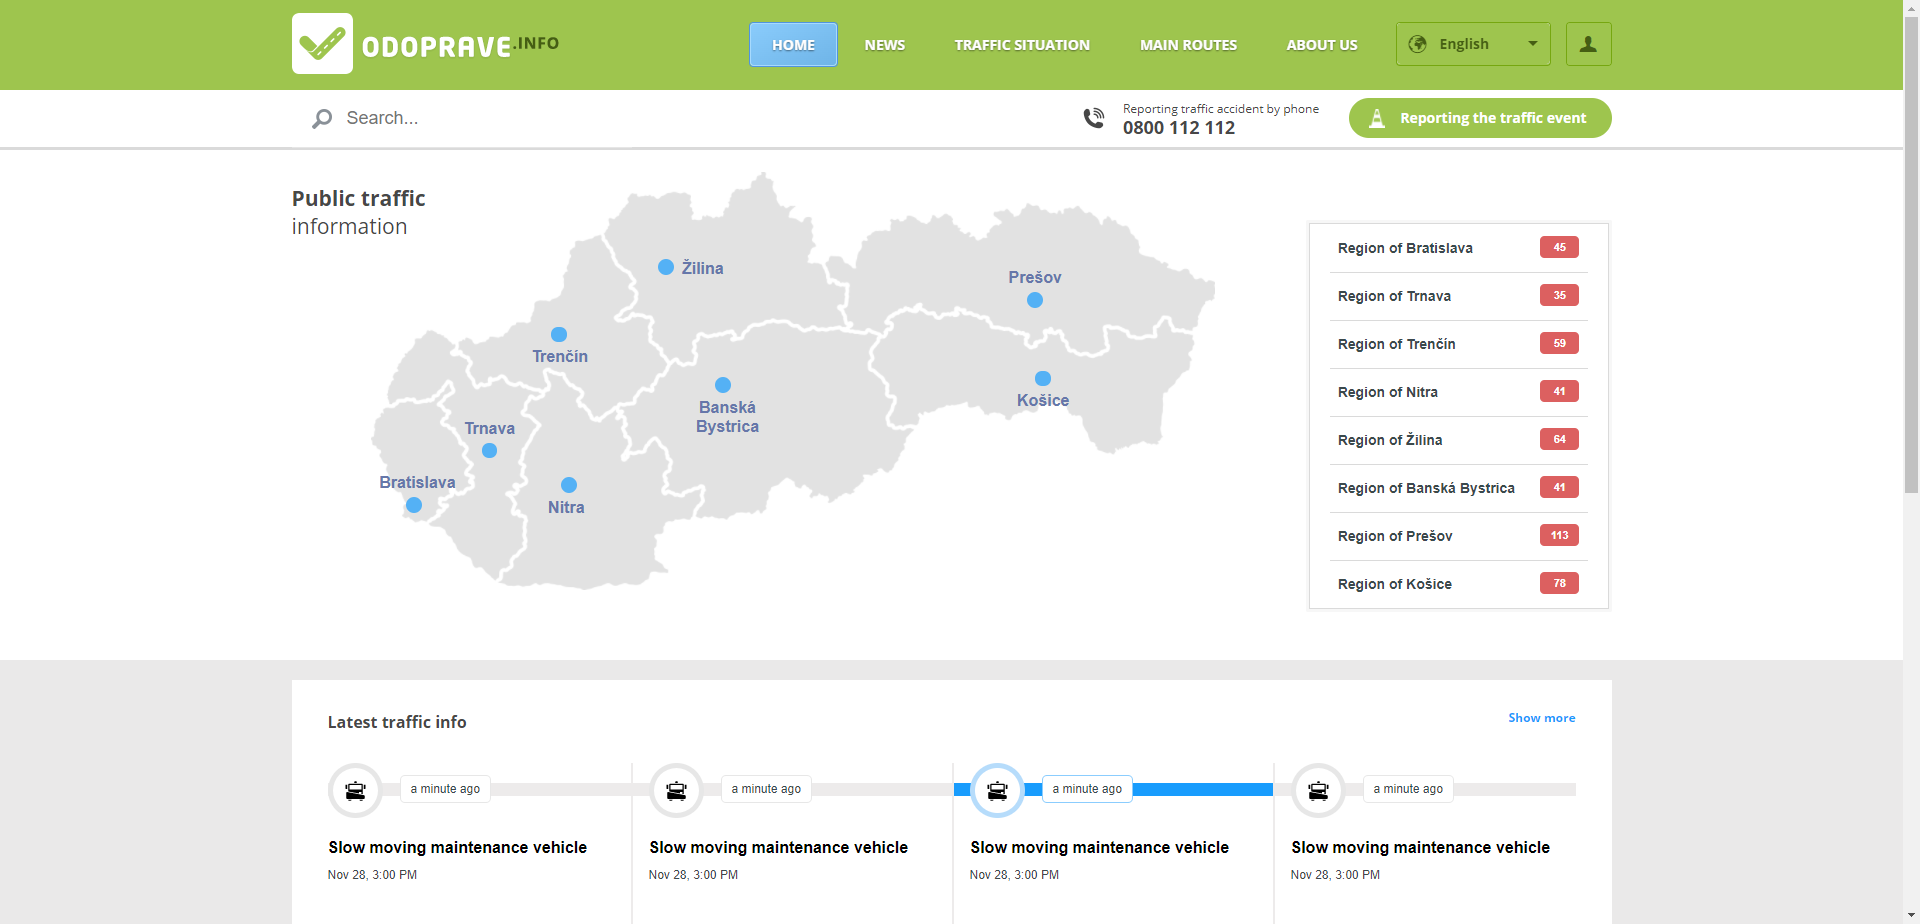 ODOPRAVE.INFO
HOME
NEWS
TRAFFIC SITUATION
MAIN ROUTES
ABOUT US
English
Search...
Reporting traffic accident by phone
0800 112 112
Reporting the traffic event
Public traffic
information
Žilina
Prešov
Trenčín
Banská
Bystrica
Košice
Trnava
Bratislava
Nitra
Region of Bratislava 45
Region of Trnava 35
Region of Trenčín 59
Region of Nitra 41
Region of Žilina 64
Region of Banská Bystrica 41
Region of Prešov 113
Region of Košice 78
Latest traffic info
Show more
a minute ago
Slow moving maintenance vehicle
Nov 28, 3:00 PM
a minute ago
Slow moving maintenance vehicle
Nov 28, 3:00 PM
a minute ago
Slow moving maintenance vehicle
Nov 28, 3:00 PM
a minute ago
Slow moving maintenance vehicle
Nov 28, 3:00 PM